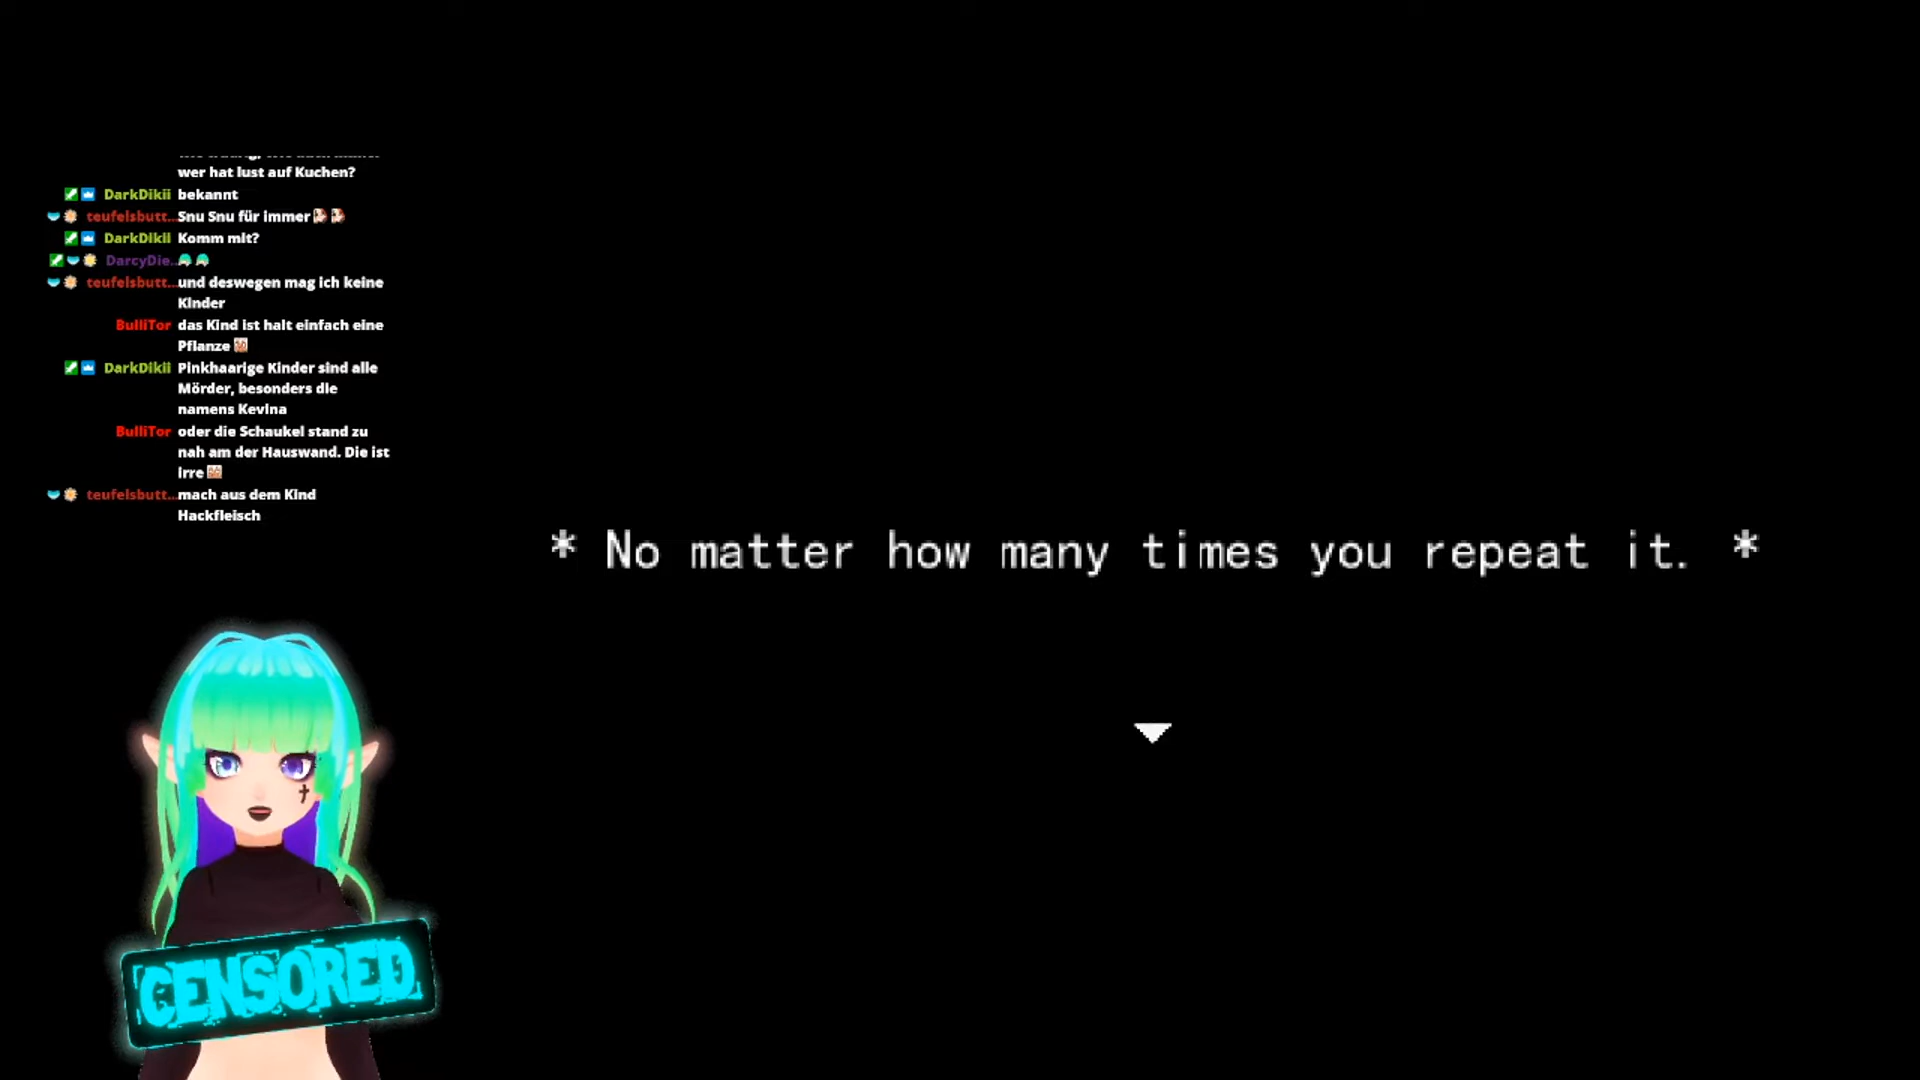 wer hat lust auf Kuchen?
DarkDikii bekannt
teufelsbutt... Snu Snu für immer
DarkDikii Komm mit?
DarcyDie...
teufelsbutt... und deswegen mag ich keine
Kinder
BulliTor das Kind ist halt einfach eine
Pflanze
DarkDikii Pinkhaarige Kinder sind alle
Mörder, besonders die
namens Kevina
BulliTor oder die Schaukel stand zu
nah am der Hauswand. Die ist
irre
teufelsbutt... mach aus dem Kind
Hackfleisch
* No matter how many times you repeat it. *
CENSORED